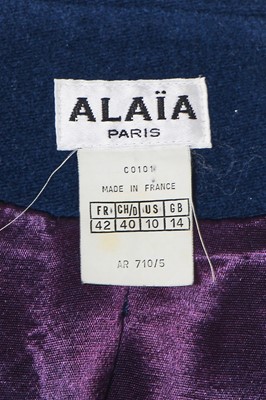 ALAÏA
PARIS
C0101
MADE IN FRANCE
FR CH/D US GB
42 40 10 14
AR 710/5